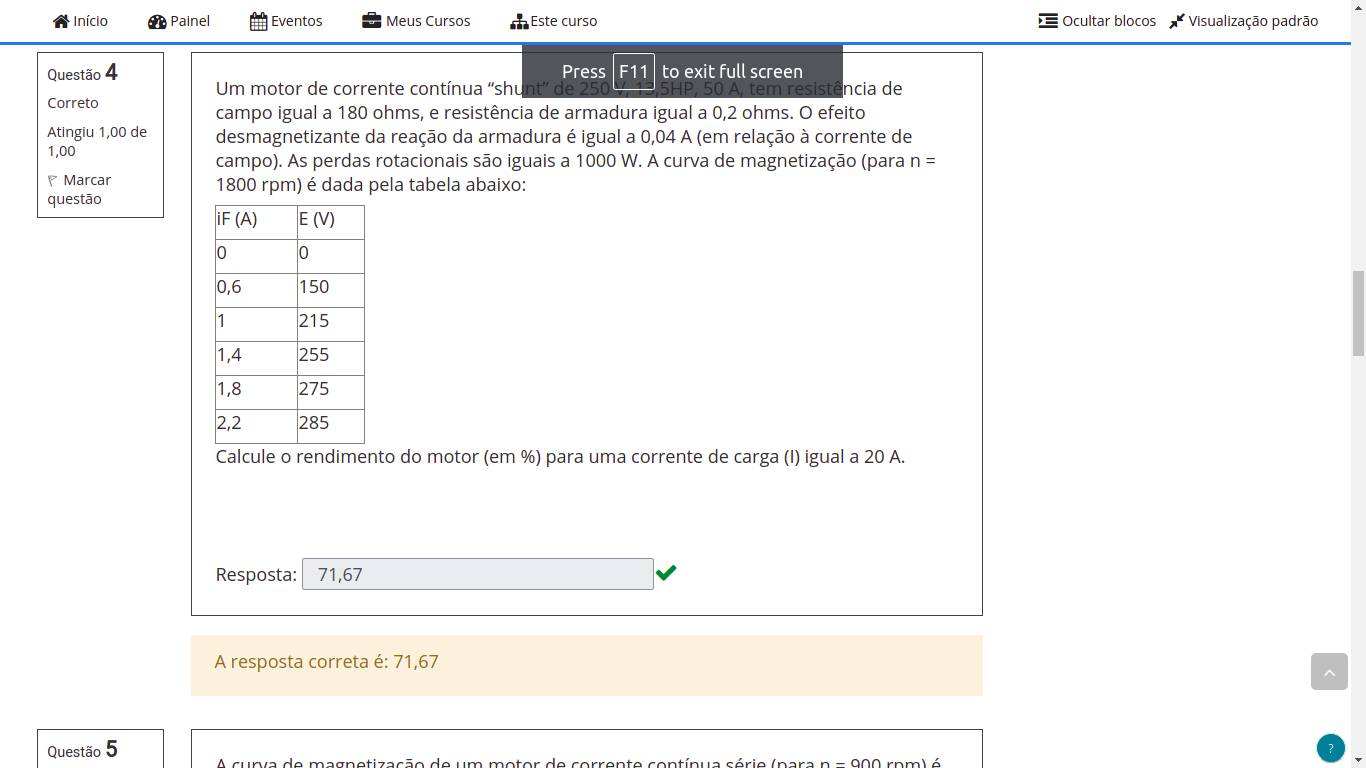 Início Painel Eventos Meus Cursos Este curso Ocultar blocos Visualização padrão
Press F11 to exit full screen
Questão 4
Correto
Atingiu 1,00 de
1,00
Marcar
questão
Um motor de corrente contínua “shunt” de 250 V, 13,5HP, 50 A, tem resistência de
campo igual a 180 ohms, e resistência de armadura igual a 0,2 ohms. O efeito
desmagnetizante da reação da armadura é igual a 0,04 A (em relação à corrente de
campo). As perdas rotacionais são iguais a 1000 W. A curva de magnetização (para n =
1800 rpm) é dada pela tabela abaixo:
iF (A) E (V)
0 0
0,6 150
1 215
1,4 255
1,8 275
2,2 285
Calcule o rendimento do motor (em %) para uma corrente de carga (I) igual a 20 A.
Resposta: 71,67
A resposta correta é: 71,67
Questão 5
A curva de magnetização de um motor de corrente contínua série (para n = 900 rpm) é
?